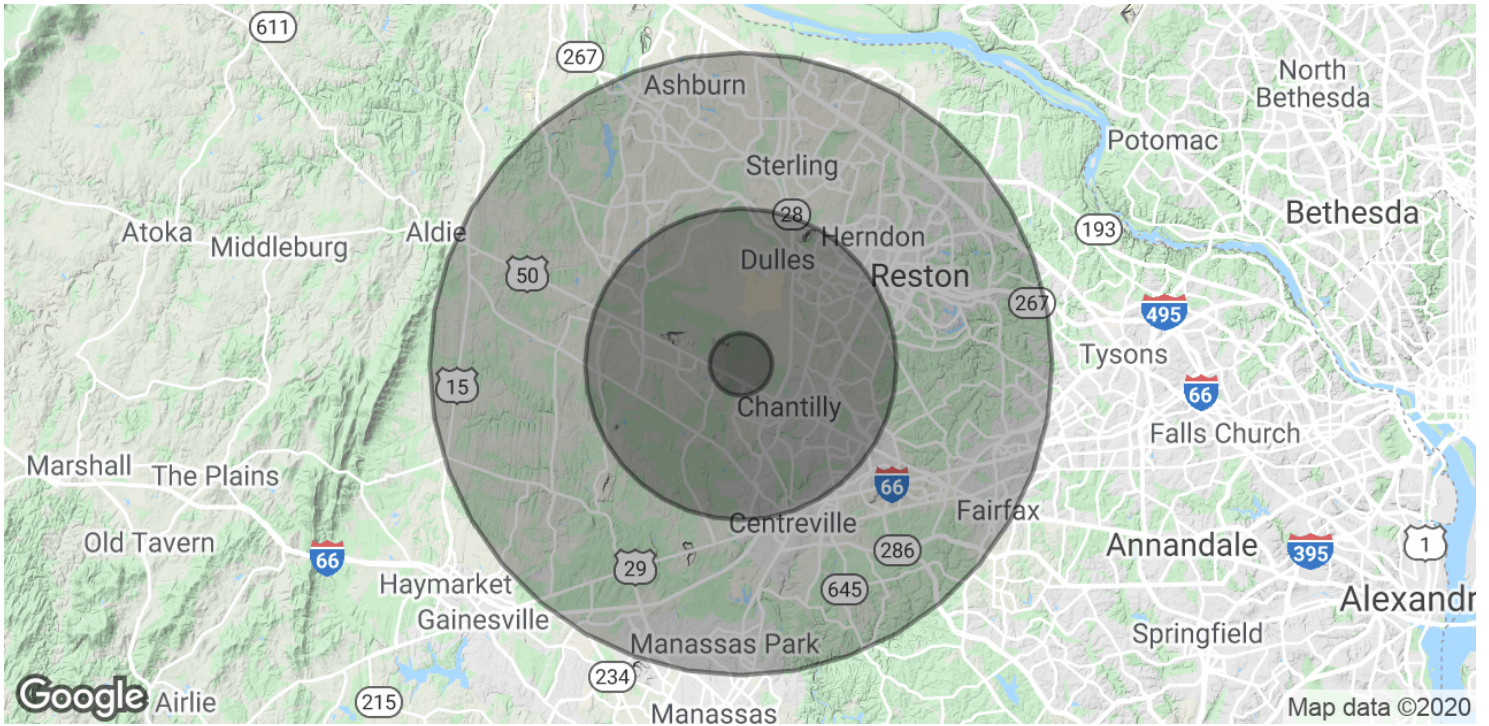 611
267
Ashburn
North
Bethesda
Potomac
Sterling
28
193
Bethesda
Atoka
Middleburg
Aldie
Herndon
Dulles
50
Reston
267
495
Tysons
15
66
Chantilly
Falls Church
Marshall
The Plains
66
Fairfax
Centreville
Old Tavern
66
29
286
Annandale
395
1
Haymarket
645
Alexandr
Gainesville
Manassas Park
Springfield
234
Google
Airlie
215
Manassas
Map data ©2020